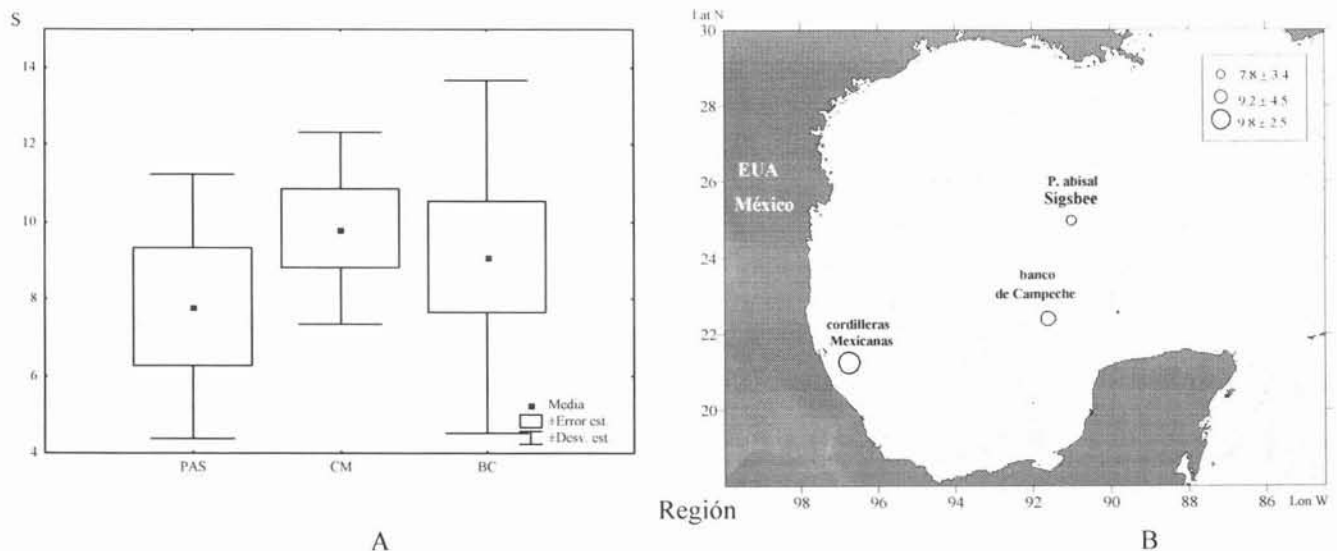 S
14
12
10
8
6
4
Media
±Error est.
±Desv. est
PAS CM BC
A
Lat N
30
28
26
24
22
20
7.8 ± 3.4
9.2 ± 4.5
9.8 ± 2.5
EUA
México
P. abisal
Sigsbee
banco
de Campeche
cordilleras
Mexicanas
98 96 94 92 90 88 86 Lon W
Región
B